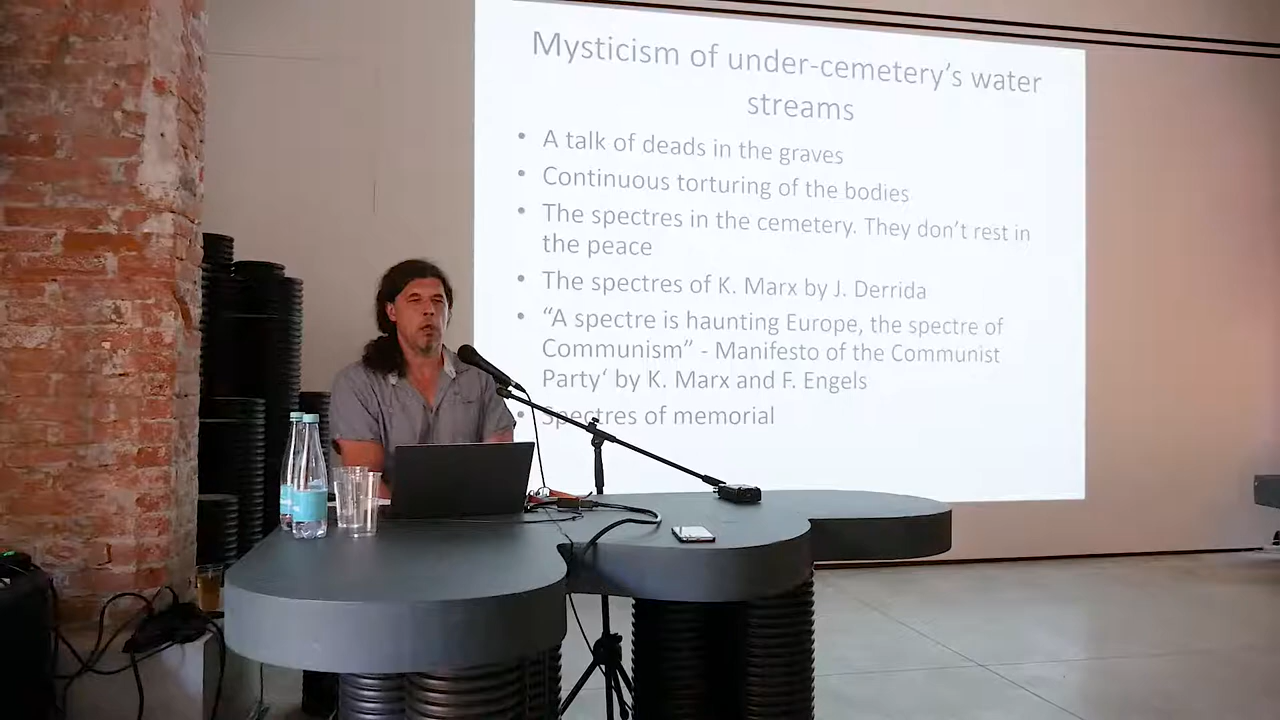 Mysticism of under-cemetery's water
streams
• A talk of deads in the graves
• Continuous torturing of the bodies
• The spectres in the cemetery. They don't rest in
the peace
• The spectres of K. Marx by J. Derrida
• “A spectre is haunting Europe, the spectre of
Communism” - Manifesto of the Communist
Party‘ by K. Marx and F. Engels
• Spectres of memorial